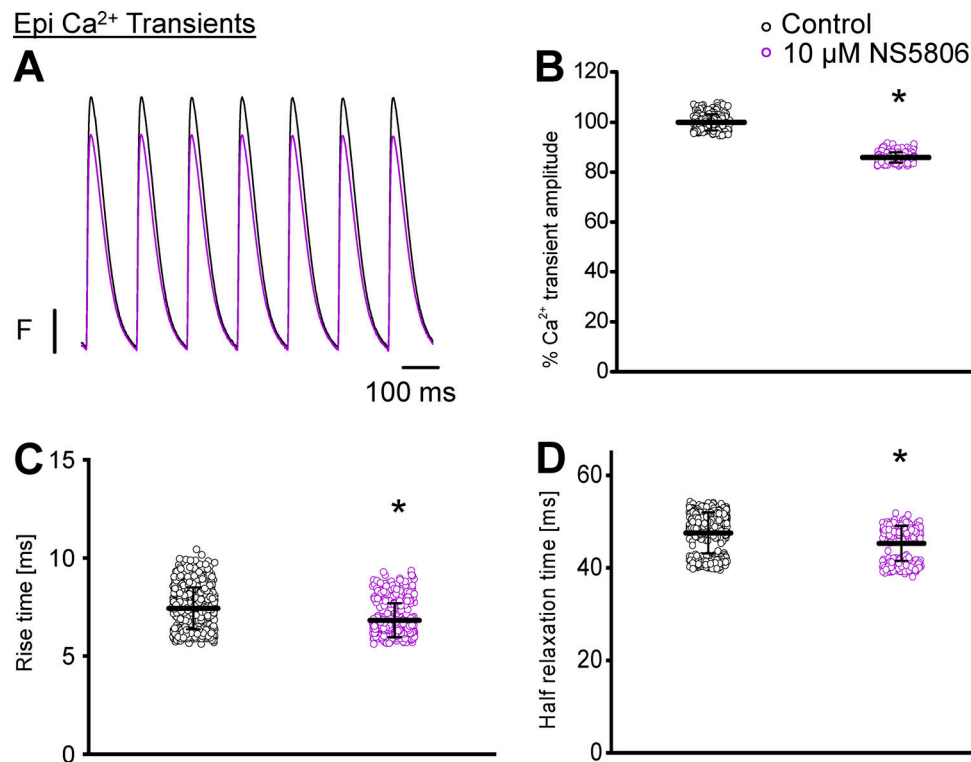 Epi Ca²⁺ Transients
Control
10 µM NS5806
A
F
100 ms
B
% Ca²⁺ transient amplitude
120
100
80
60
40
20
0
*
C
Rise time [ms]
15
10
5
0
*
D
Half relaxation time [ms]
60
40
20
0
*